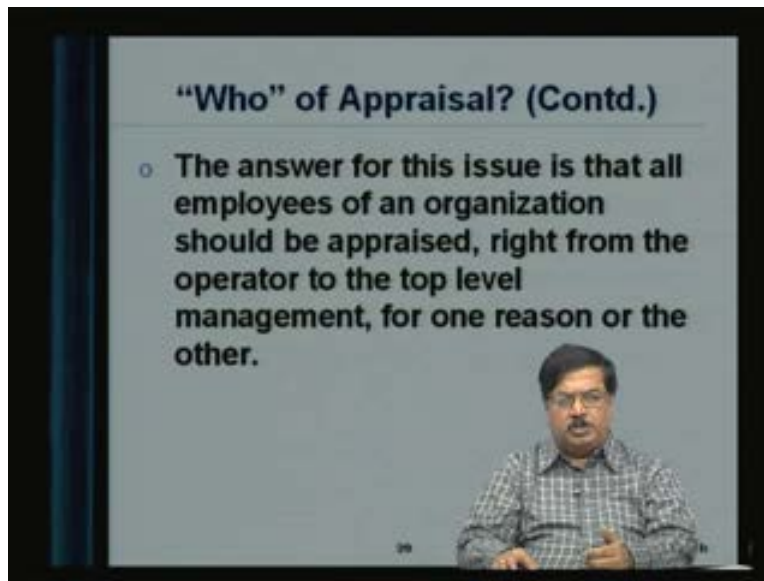 “Who” of Appraisal? (Contd.)
o The answer for this issue is that all
employees of an organization
should be appraised, right from the
operator to the top level
management, for one reason or the
other.